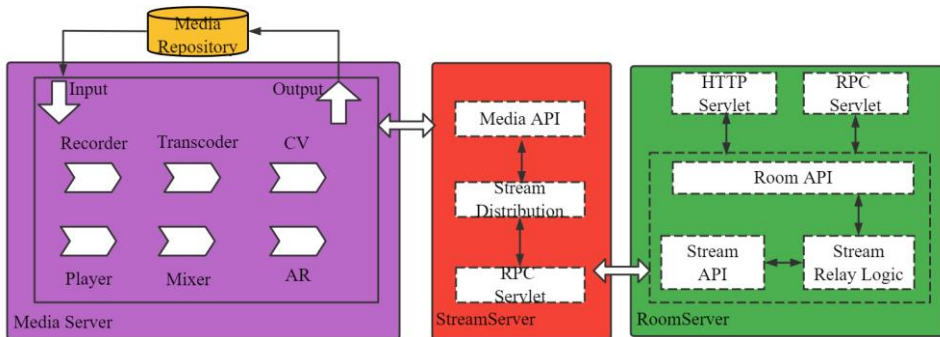 Media
Repository
Input
Output
Recorder
Transcoder
CV
Player
Mixer
AR
Media Server
Media API
Stream
Distribution
RPC
Servlet
StreamServer
HTTP
Servlet
RPC
Servlet
Room API
Stream
API
Stream
Relay Logic
RoomServer